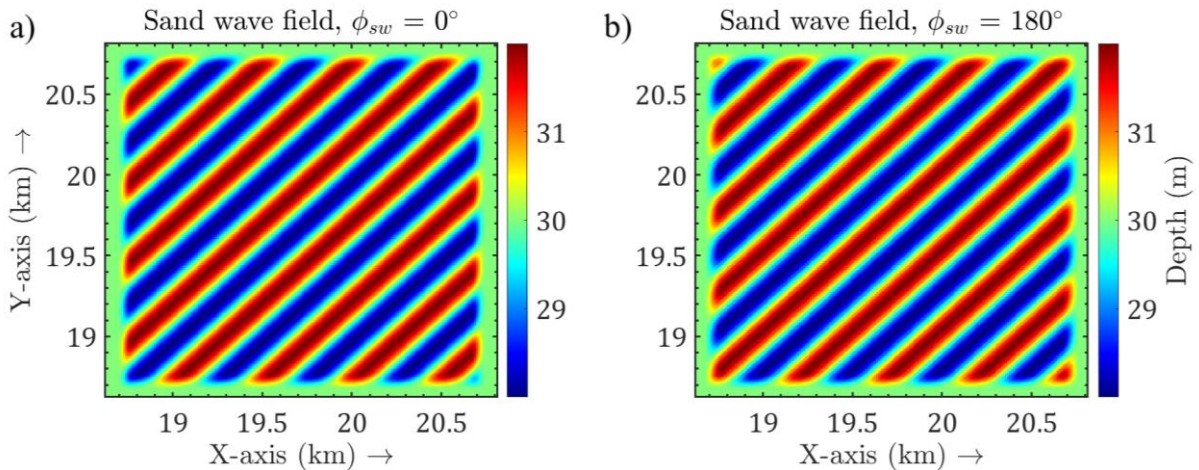 a)
Sand wave field, ϕ_sw = 0°
20.5
20
19.5
19
19
19.5
20
20.5
X-axis (km) →
Y-axis (km) →
31
30
29
b)
Sand wave field, ϕ_sw = 180°
20.5
20
19.5
19
19
19.5
20
20.5
X-axis (km) →
31
30
29
Depth (m)